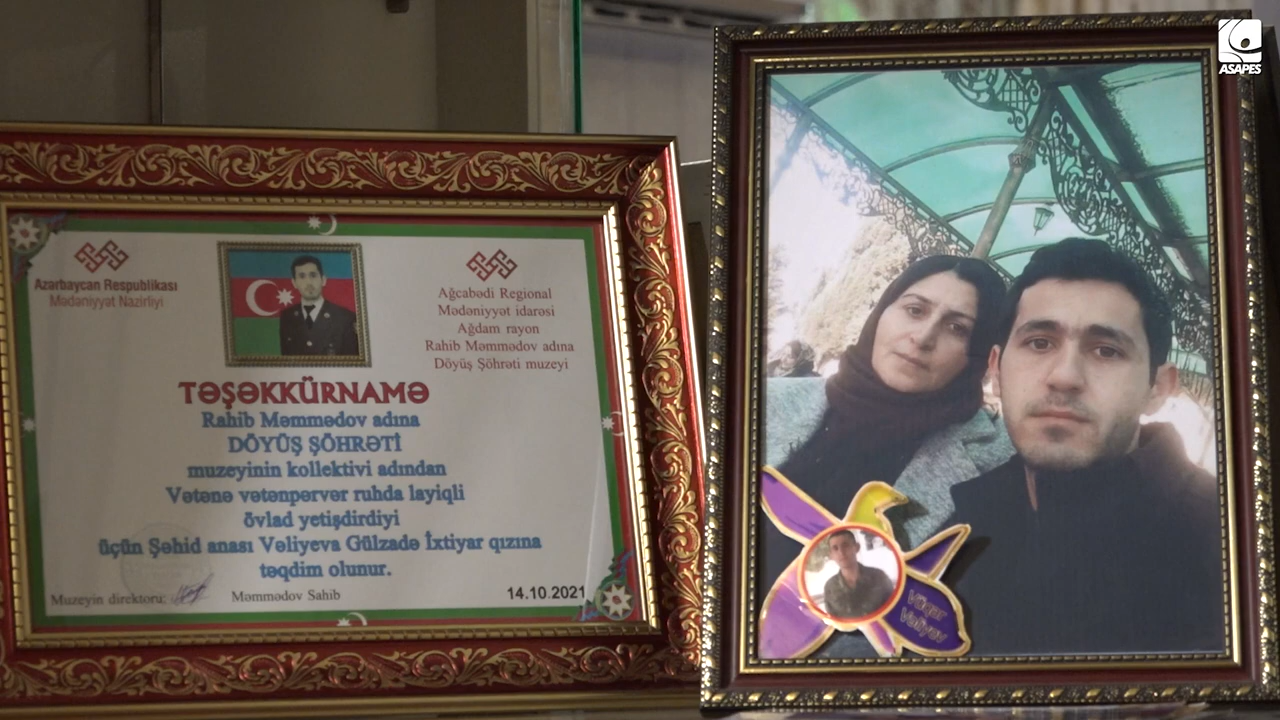 ASAPES
Azərbaycan Respublikası
Mədəniyyət Nazirliyi
Ağcabədi Regional
Mədəniyyət idarəsi
Ağdam rayon
Rahib Məmmədov adına
Döyüş Şöhrəti muzeyi
TƏŞƏKKÜRNAMƏ
Rahib Məmmədov adına
DÖYÜŞ ŞÖHRƏTİ
muzeyinin kollektivi adından
Vətənə vətənpərvər ruhda layiqli
övlad yetişdirdiyi
üçün Şəhid anası Vəliyeva Gülzadə İxtiyar qızına
təqdim olunur.
Muzeyin direktoru: Məmmədov Sahib
14.10.2021
Vüqar
Vəliyev